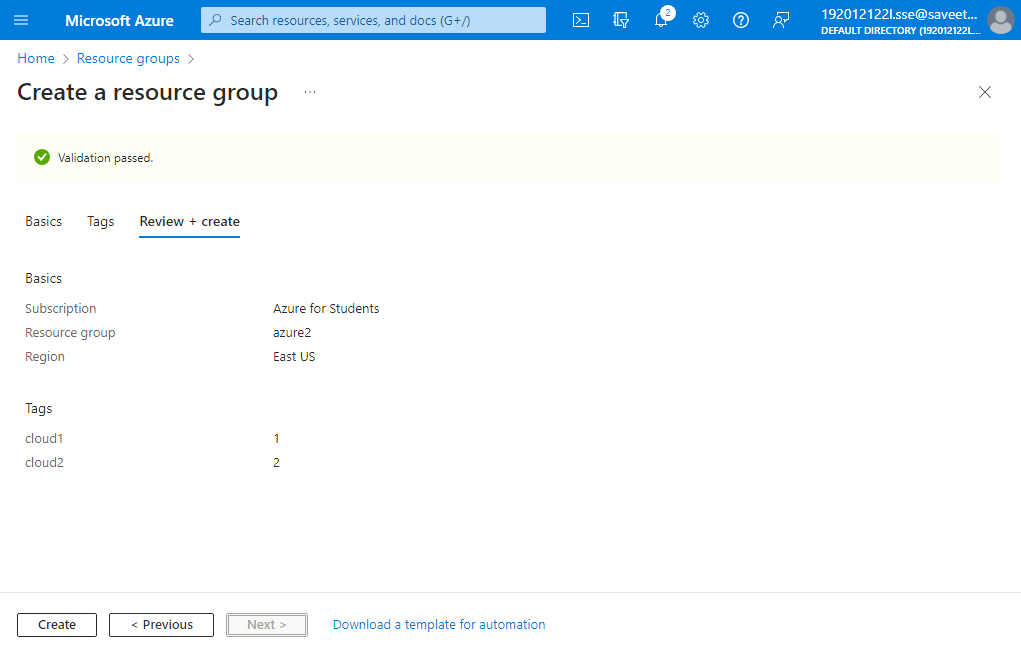 Microsoft Azure
Search resources, services, and docs (G+/)
2
192012122l.sse@saveet...
DEFAULT DIRECTORY (192012122L...
Home > Resource groups >
Create a resource group ...
Validation passed.
Basics Tags Review + create
Basics
Subscription Azure for Students
Resource group azure2
Region East US
Tags
cloud1 1
cloud2 2
Create < Previous Next > Download a template for automation